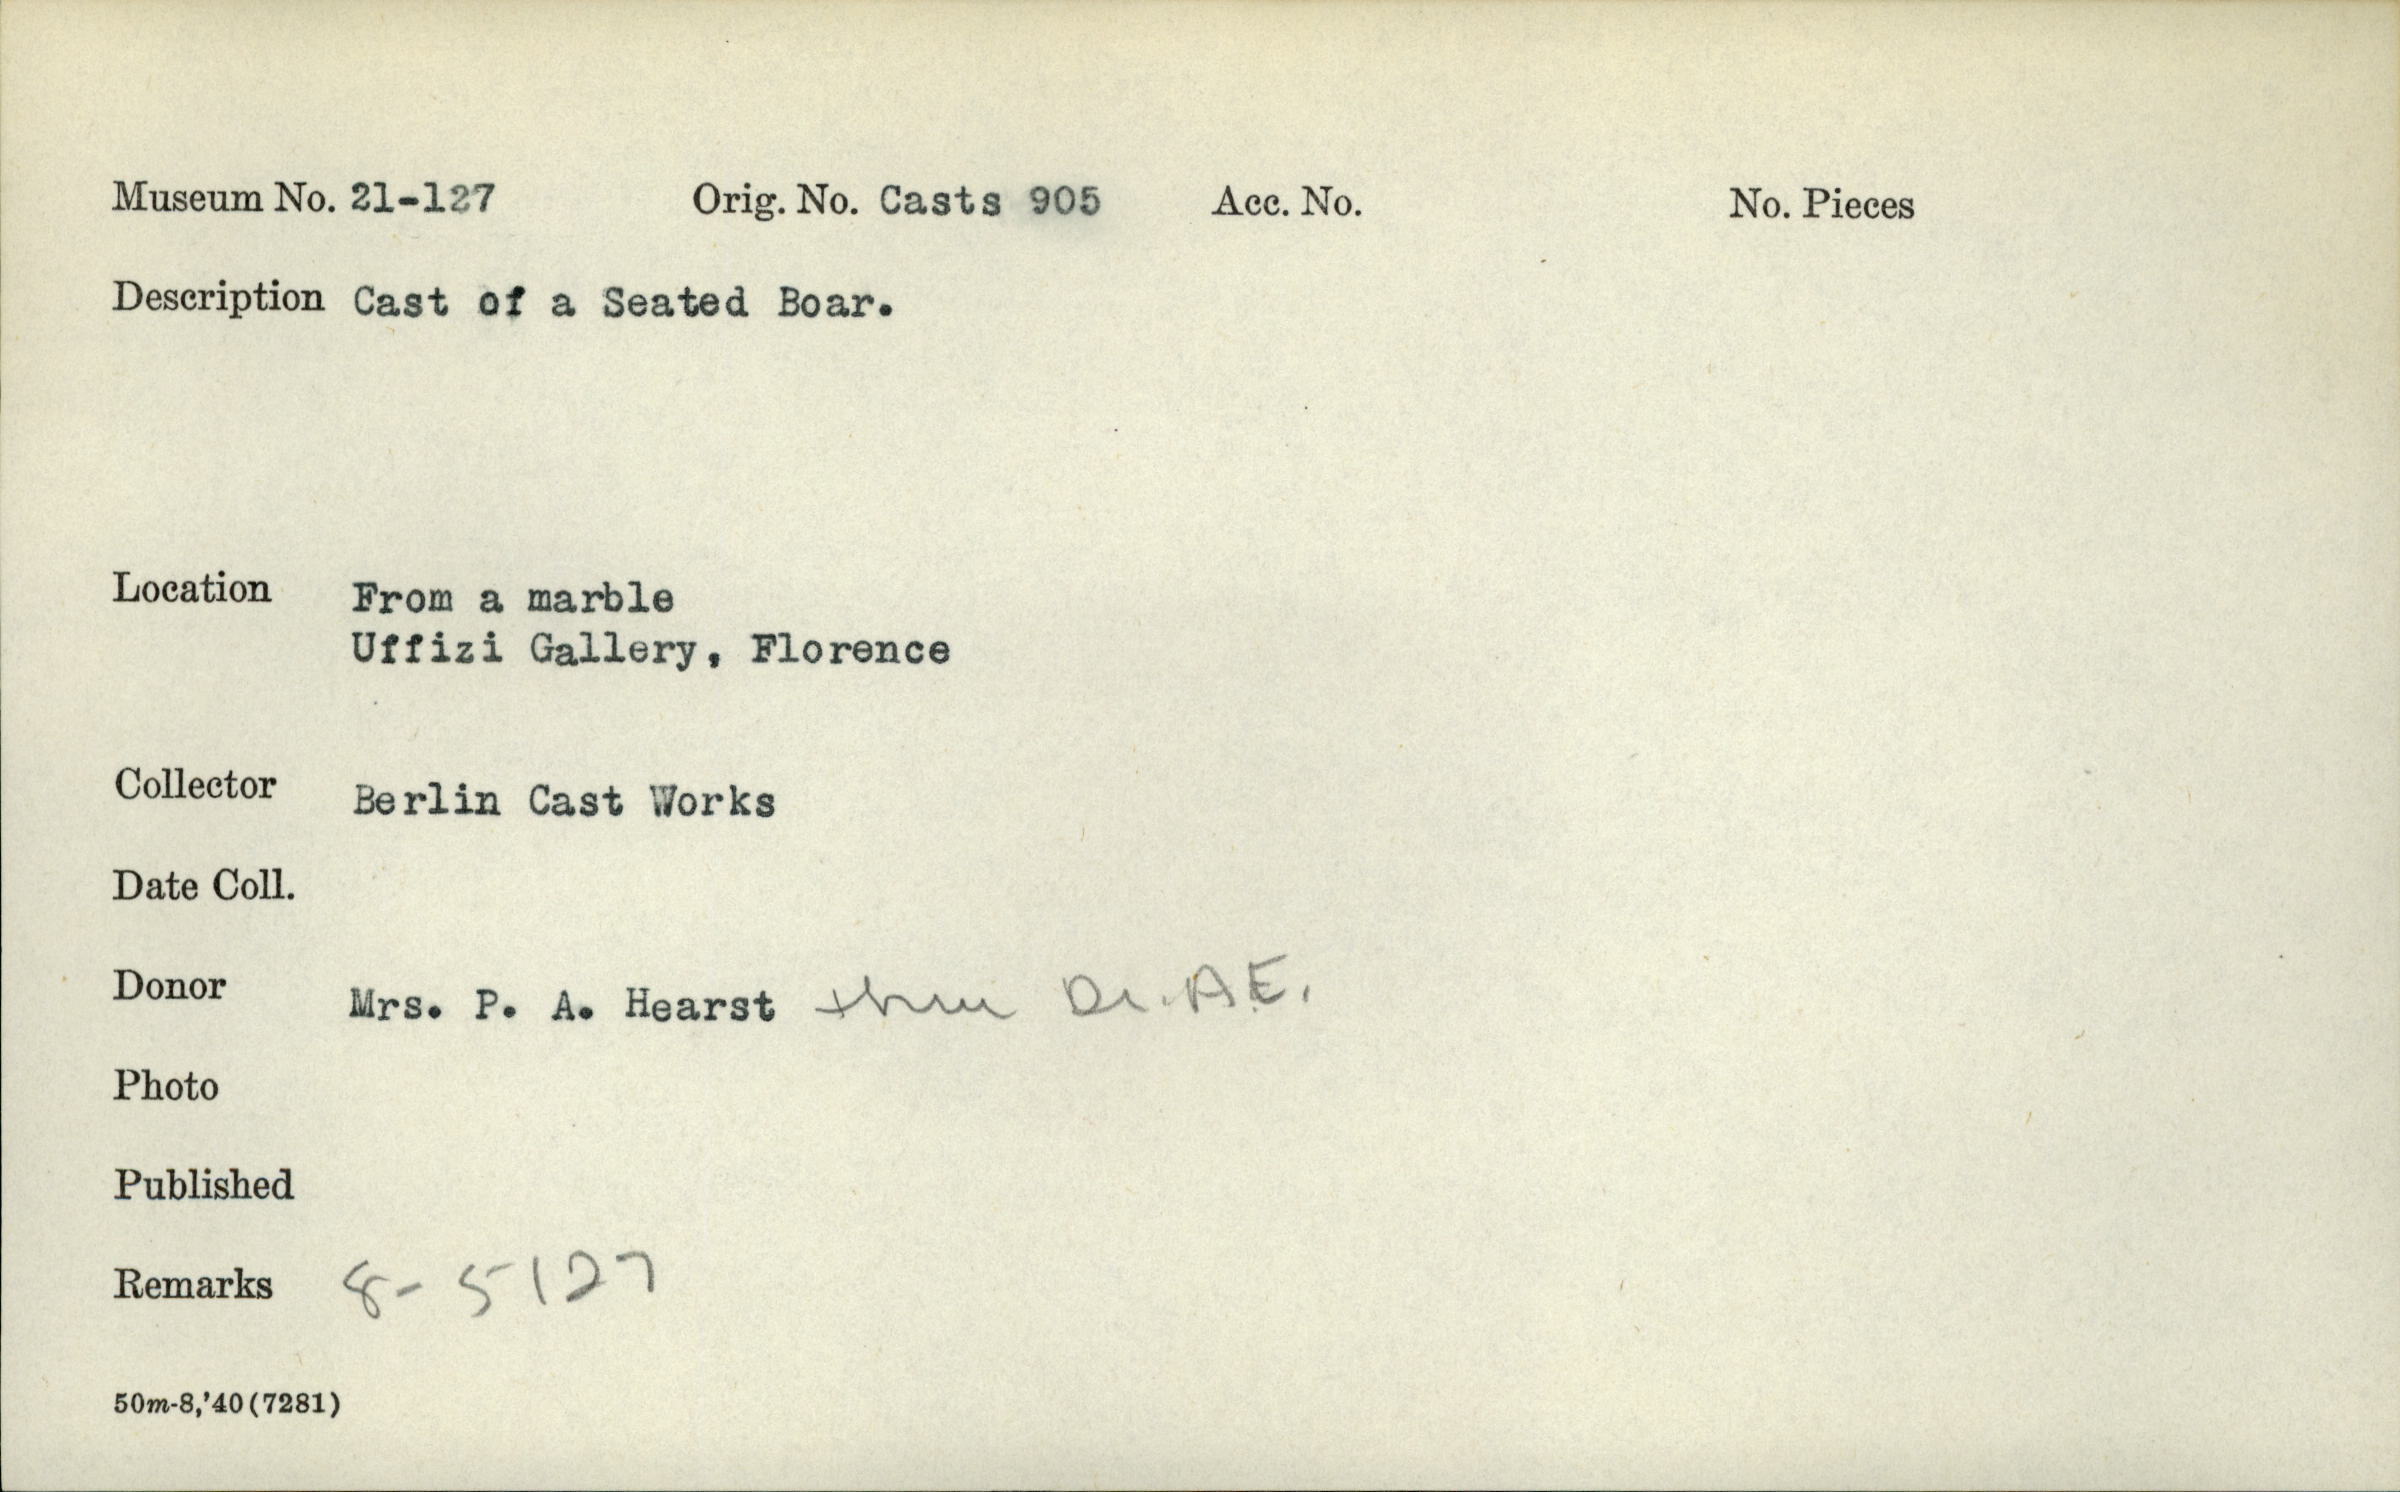 Museum No. 21-127 Orig. No. Casts 905 Acc. No. No. Pieces
Description Cast of a Seated Boar.
Location From a marble
Uffizi Gallery, Florence
Collector Berlin Cast Works
Date Coll.
Donor Mrs. P. A. Hearst thru Dr. A.E.
Photo
Published
Remarks 8-5127
50m-8,'40(7281)